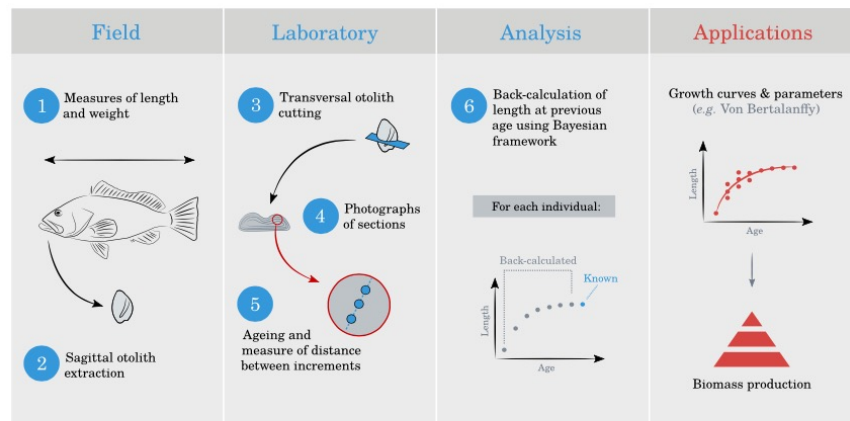 Field
Laboratory
Analysis
Applications
1
Measures of length
and weight
2
Sagittal otolith
extraction
3
Transversal otolith
cutting
4
Photographs
of sections
5
Ageing and
measure of distance
between increments
6
Back-calculation of
length at previous
age using Bayesian
framework
For each individual:
Back-calculated
Known
Length
Age
Growth curves & parameters
(e.g. Von Bertalanffy)
Length
Age
Biomass production